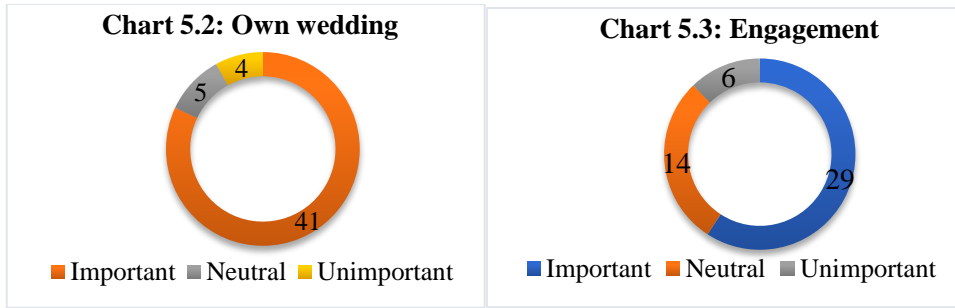 Chart 5.2: Own wedding
4
5
41
Important Neutral Unimportant
Chart 5.3: Engagement
6
14
29
Important Neutral Unimportant